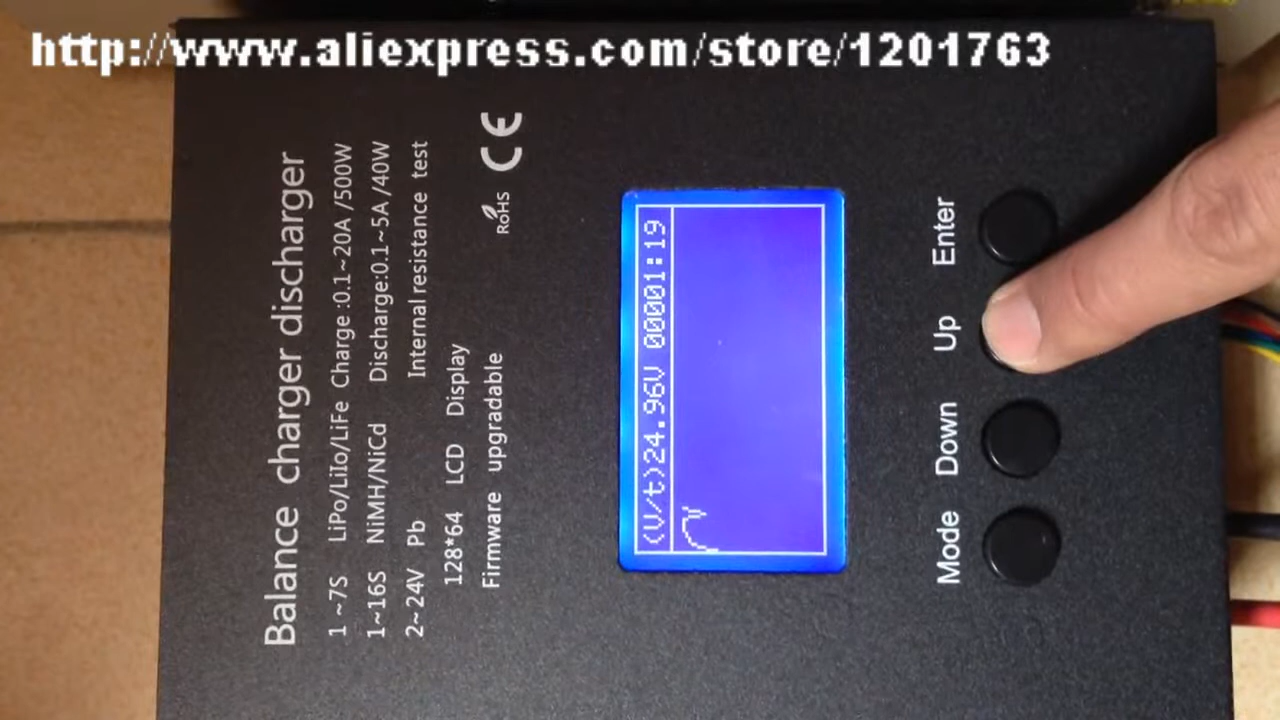 http://www.aliexpress.com/store/1201763
Balance charger discharger
1 ~7S LiPo/LiIo/LiFe Charge :0.1~20A /500W
1~16S NiMH/NiCd Discharge:0.1~5A /40W
2~24V Pb Internal resistance test
128*64 LCD Display
Firmware upgradable
RoHS CE
(V/t)24.96V 00001:19
Mode Down Up Enter